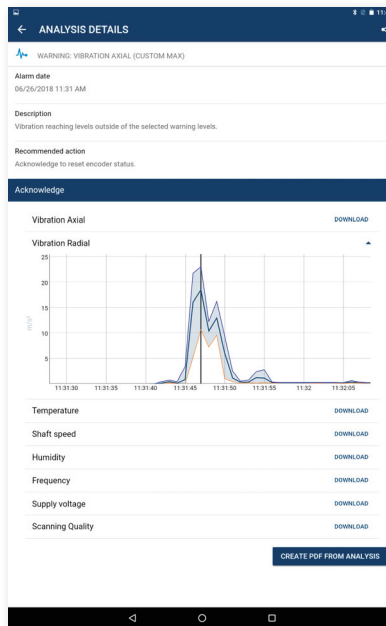 11:
ANALYSIS DETAILS
WARNING: VIBRATION AXIAL (CUSTOM MAX)
Alarm date
06/26/2018 11:31 AM
Description
Vibration reaching levels outside of the selected warning levels.
Recommended action
Acknowledge to reset encoder status.
Acknowledge
Vibration Axial DOWNLOAD
Vibration Radial
25
20
15
m/s²
10
5
11:31:30 11:31:35 11:31:40 11:31:45 11:31:50 11:31:55 11:32 11:32:05
Temperature DOWNLOAD
Shaft speed DOWNLOAD
Humidity DOWNLOAD
Frequency DOWNLOAD
Supply voltage DOWNLOAD
Scanning Quality DOWNLOAD
CREATE PDF FROM ANALYSIS